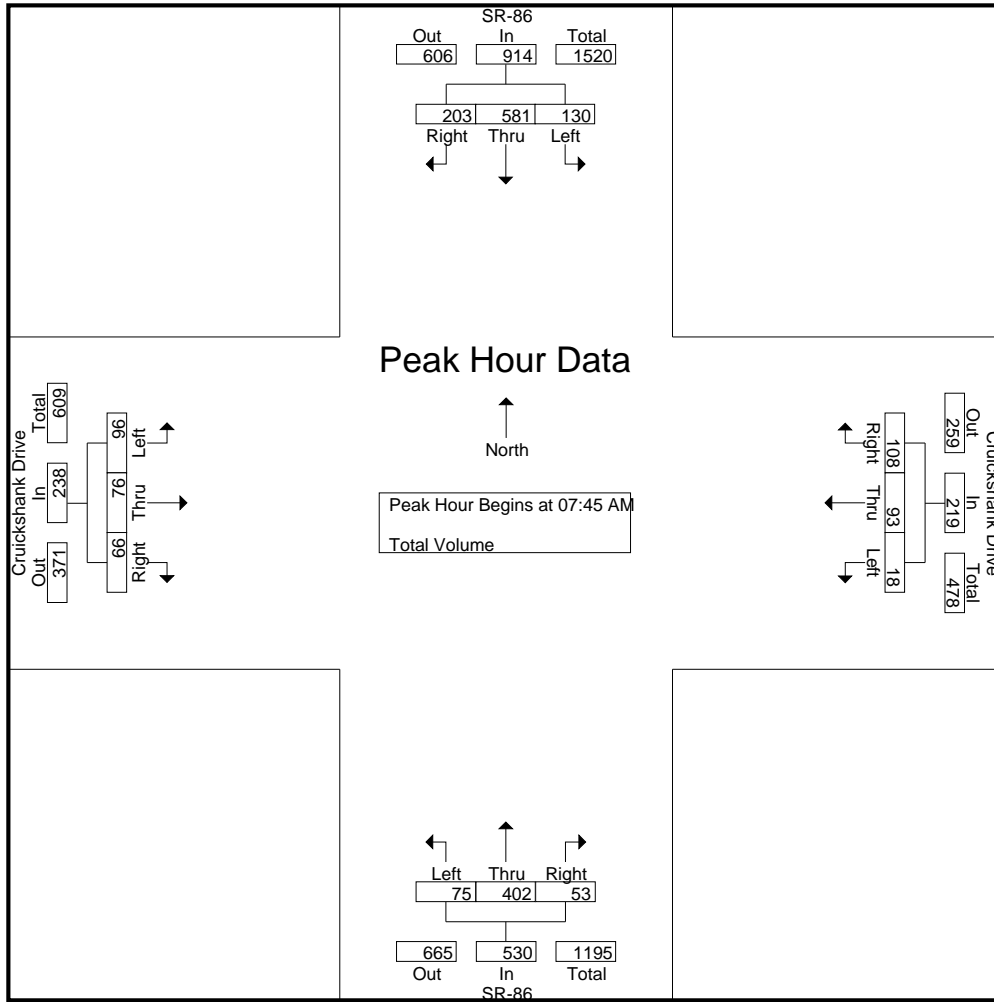 SR-86
Out In Total
606 914 1520
203 581 130
Right Thru Left
Peak Hour Data
North
Peak Hour Begins at 07:45 AM
Total Volume
Cruickshank Drive
Total In Out
609 238 371
96 76 66
Left Thru Right
Cruickshank Drive
Out In Total
259 219 478
Right Thru Left
108 93 18
Left Thru Right
75 402 53
665 530 1195
Out In Total
SR-86